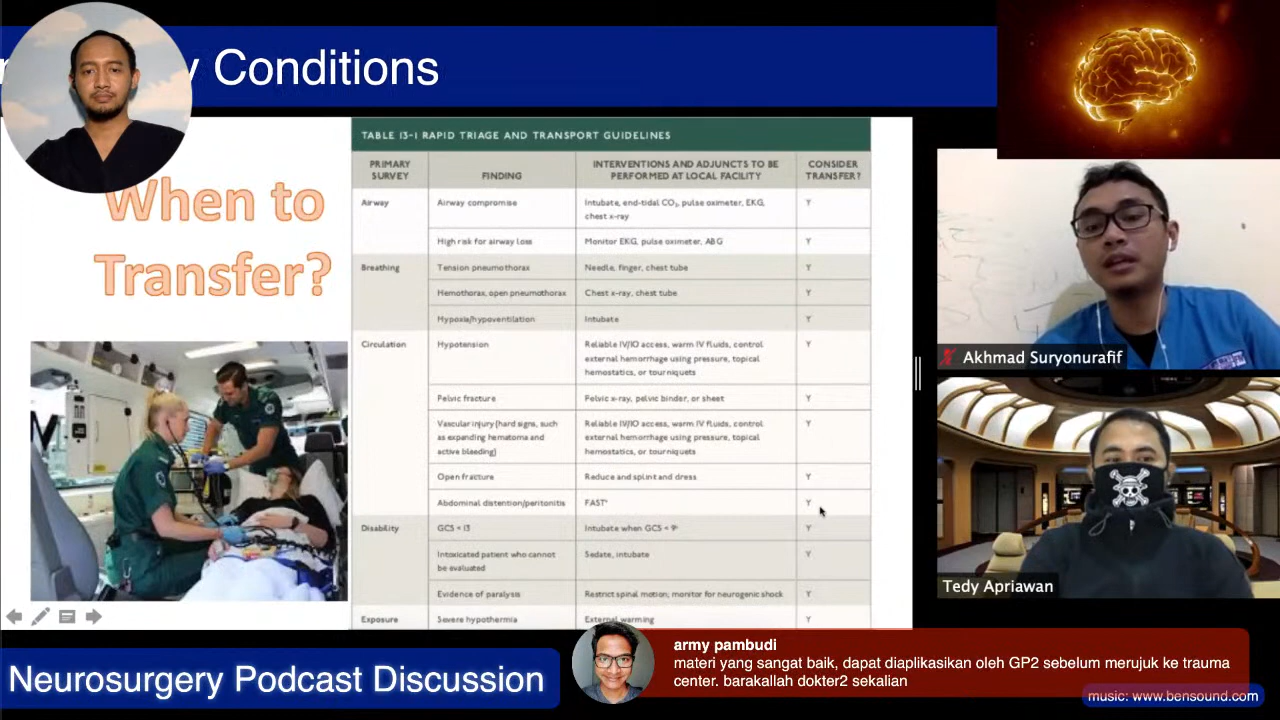 y Conditions
When to
Transfer?
TABLE 13-1 RAPID TRIAGE AND TRANSPORT GUIDELINES
PRIMARY SURVEY FINDING INTERVENTIONS AND ADJUNCTS TO BE PERFORMED AT LOCAL FACILITY CONSIDER TRANSFER?
Airway Airway compromise Intubate, end-tidal CO₂, pulse oximeter, EKG, chest x-ray Y
High risk for airway loss Monitor EKG, pulse oximeter, ABG Y
Breathing Tension pneumothorax Needle, finger, chest tube Y
Hemothorax, open pneumothorax Chest x-ray, chest tube Y
Hypoxia/hypoventilation Intubate Y
Circulation Hypotension Reliable IV/IO access, warm IV fluids, control external hemorrhage using pressure, topical hemostatics, or tourniquets Y
Pelvic fracture Pelvic x-ray, pelvic binder, or sheet Y
Vascular injury (hard signs, such as expanding hematoma and active bleeding) Reliable IV/IO access, warm IV fluids, control external hemorrhage using pressure, topical hemostatics, or tourniquets Y
Open fracture Reduce and splint and dress Y
Abdominal distention/peritonitis FAST Y
Disability GCS < 13 Intubate when GCS < 9 Y
Intoxicated patient who cannot be evaluated Sedate, intubate Y
Evidence of paralysis Restrict spinal motion; monitor for neurogenic shock Y
Exposure Severe hypothermia External warming Y
Akhmad Suryonurafif
Tedy Apriawan
army pambudi
materi yang sangat baik, dapat diaplikasikan oleh GP2 sebelum merujuk ke trauma
center. barakallah dokter2 sekalian
Neurosurgery Podcast Discussion
music: www.bensound.com